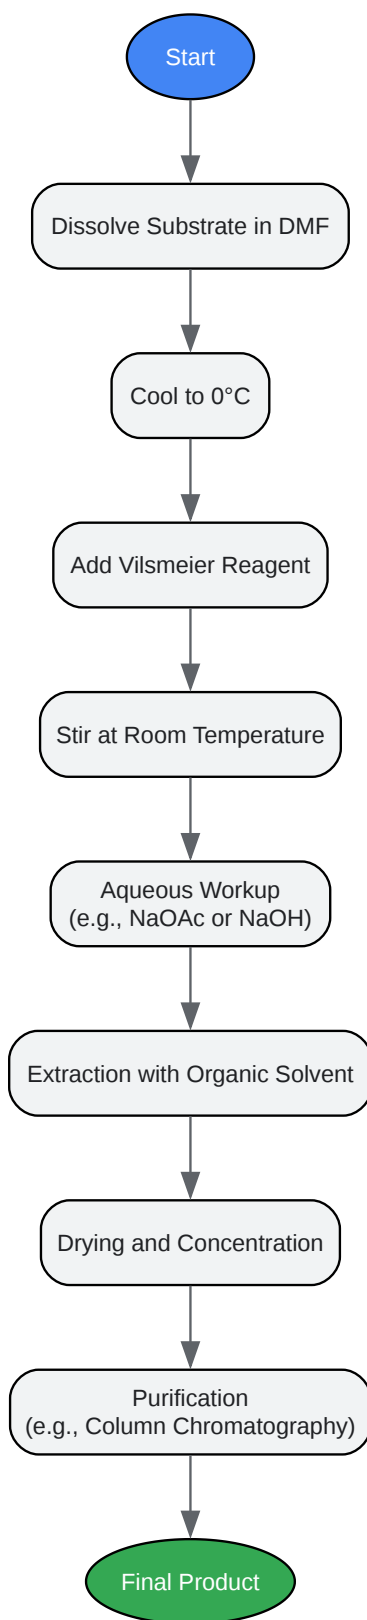 Start
Dissolve Substrate in DMF
Cool to 0°C
Add Vilsmeier Reagent
Stir at Room Temperature
Aqueous Workup
(e.g., NaOAc or NaOH)
Extraction with Organic Solvent
Drying and Concentration
Purification
(e.g., Column Chromatography)
Final Product